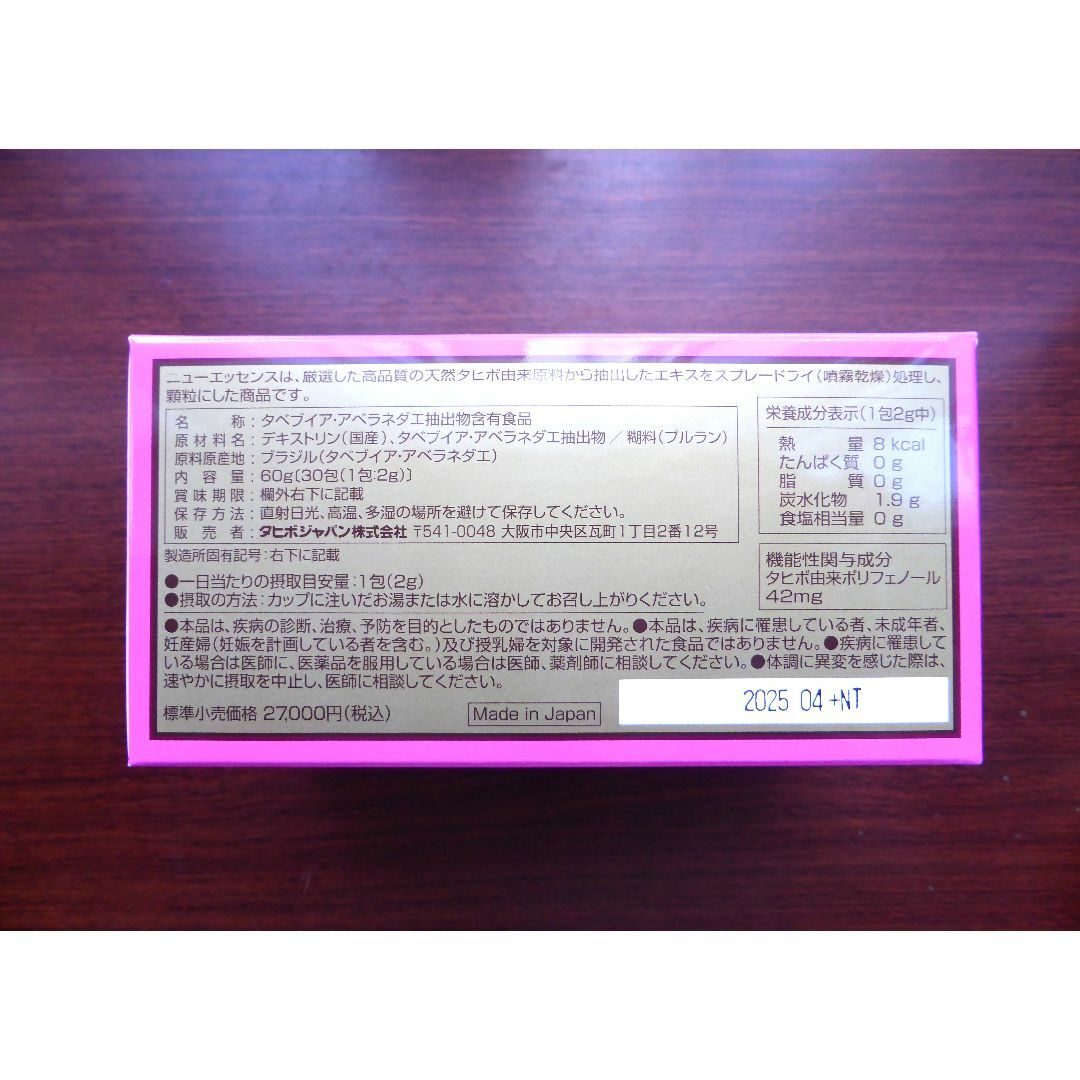 ニューエッセンスは、厳選した高品質の天然タヒボ由来原料から抽出したエキスをスプレードライ(噴霧乾燥)処理し、
顆粒にした商品です。
名　　　称：タベブイア・アベラネダエ抽出物含有食品
原材料名：デキストリン(国産)、タベブイア・アベラネダエ抽出物／糊料(プルラン)
原料原産地：ブラジル(タベブイア・アベラネダエ)
内　容　量：60g〔30包(1包:2g)〕
賞味期限：欄外右下に記載
保存方法：直射日光、高温、多湿の場所を避けて保存してください。
販　売　者：タヒボジャパン株式会社 〒541-0048 大阪市中央区瓦町1丁目2番12号
製造所固有記号：右下に記載
●一日当たりの摂取目安量：1包(2g)
●摂取の方法：カップに注いだお湯または水に溶かしてお召し上がりください。
栄養成分表示(1包2g中)
熱　　量 8 kcal
たんぱく質 0 g
脂　　質 0 g
炭水化物 1.9 g
食塩相当量 0 g
機能性関与成分
タヒボ由来ポリフェノール
42mg
●本品は、疾病の診断、治療、予防を目的としたものではありません。●本品は、疾病に罹患している者、未成年者、
妊産婦(妊娠を計画している者を含む。)及び授乳婦を対象に開発された食品ではありません。●疾病に罹患して
いる場合は医師に、医薬品を服用している場合は医師、薬剤師に相談してください。●体調に異変を感じた際は、
速やかに摂取を中止し、医師に相談してください。
標準小売価格 27,000円(税込)
Made in Japan
2025 04 +NT